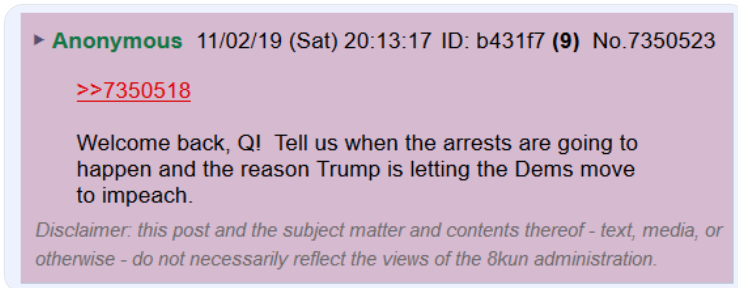 ▶ Anonymous 11/02/19 (Sat) 20:13:17 ID: b431f7 (9) No.7350523
>>7350518
Welcome back, Q!  Tell us when the arrests are going to
happen and the reason Trump is letting the Dems move
to impeach.
Disclaimer: this post and the subject matter and contents thereof - text, media, or
otherwise - do not necessarily reflect the views of the 8kun administration.